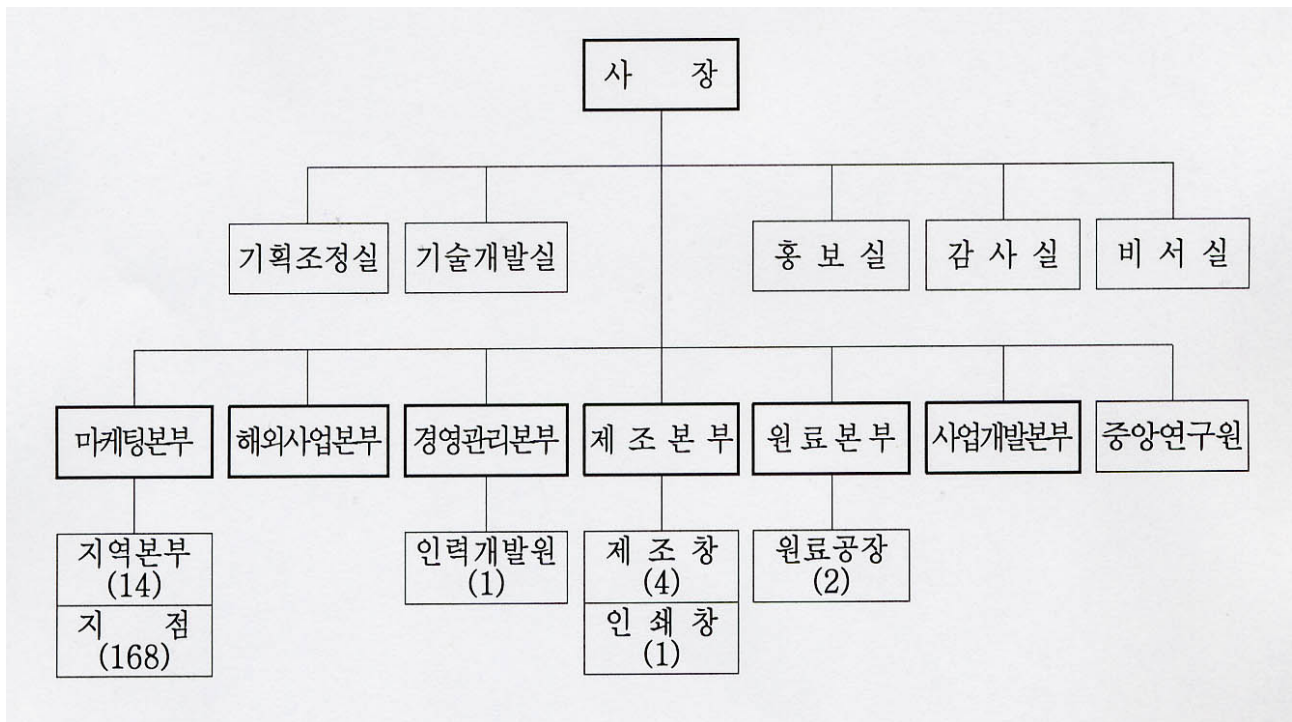 사 장
기획조정실 기술개발실 홍 보 실 감 사 실 비 서 실
마케팅본부 해외사업본부 경영관리본부 제 조 본 부 원 료 본 부 사업개발본부 중앙연구원
지역본부 인력개발원 제 조 창 원료공장
(14) (1) (4) (2)
지 점 인 쇄 창
(168) (1)